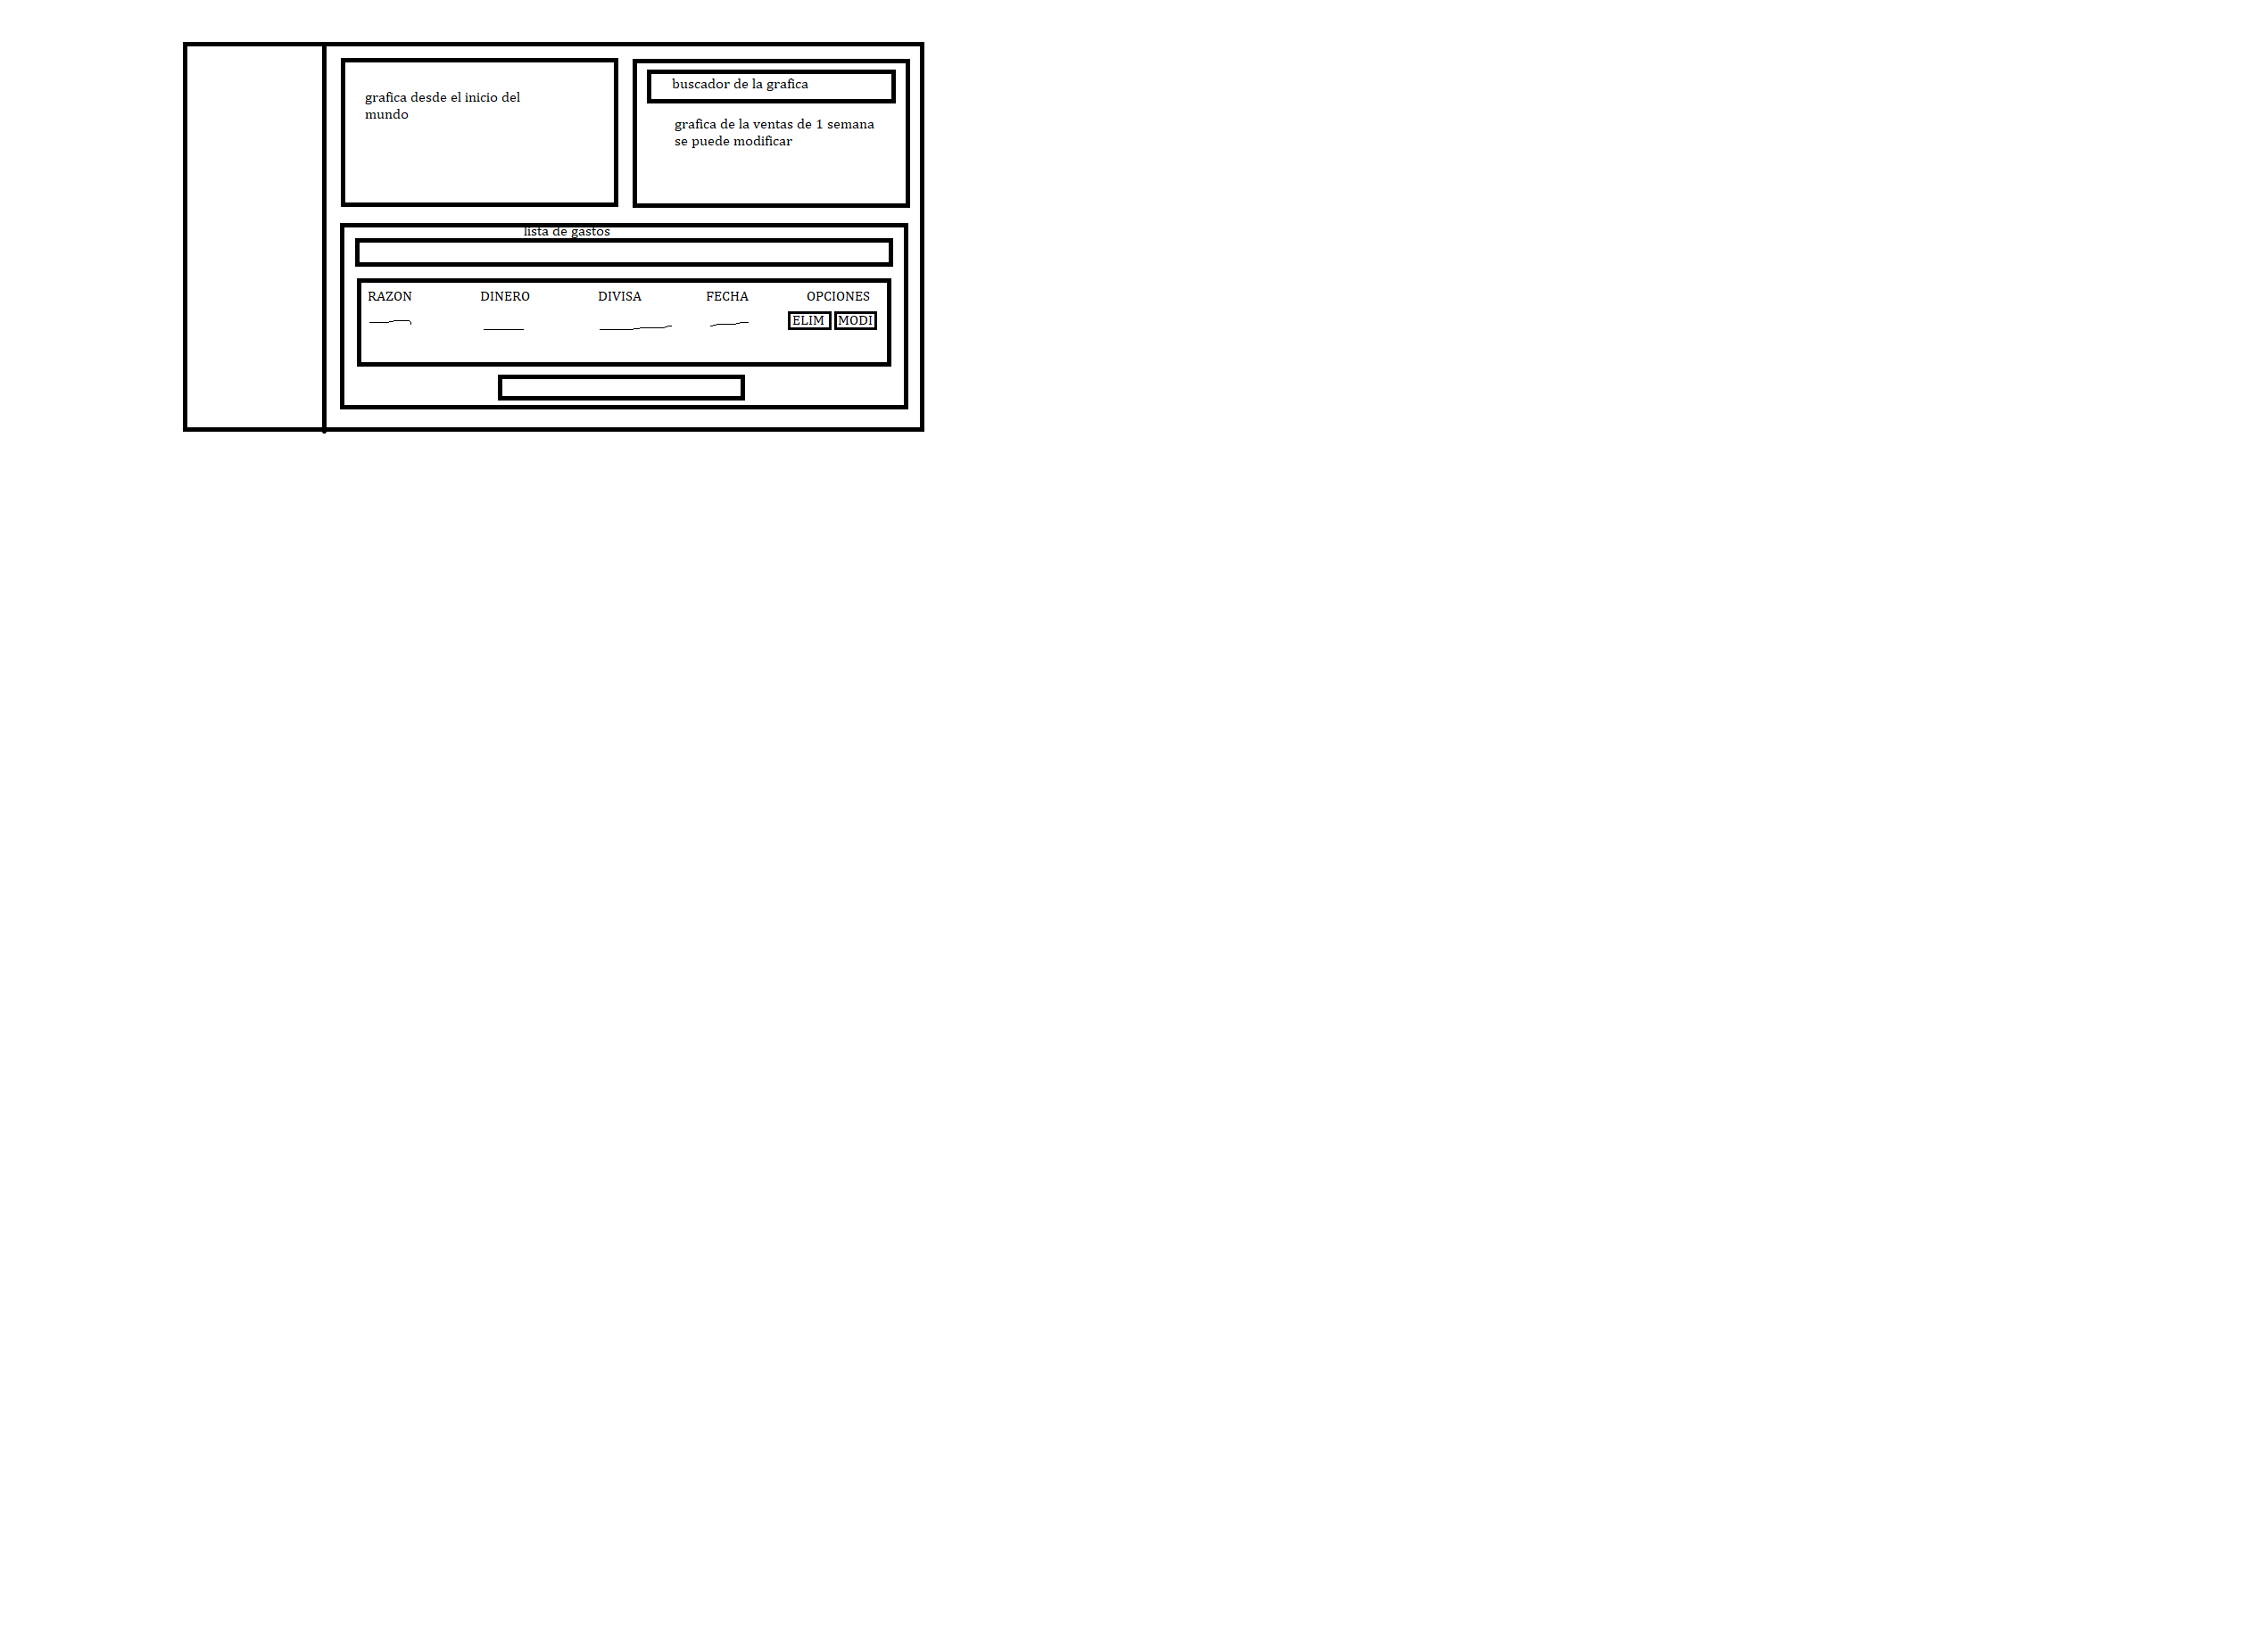 grafica desde el inicio del
mundo
buscador de la grafica
grafica de la ventas de 1 semana
se puede modificar
lista de gastos
RAZON DINERO DIVISA FECHA OPCIONES
ELIM MODI